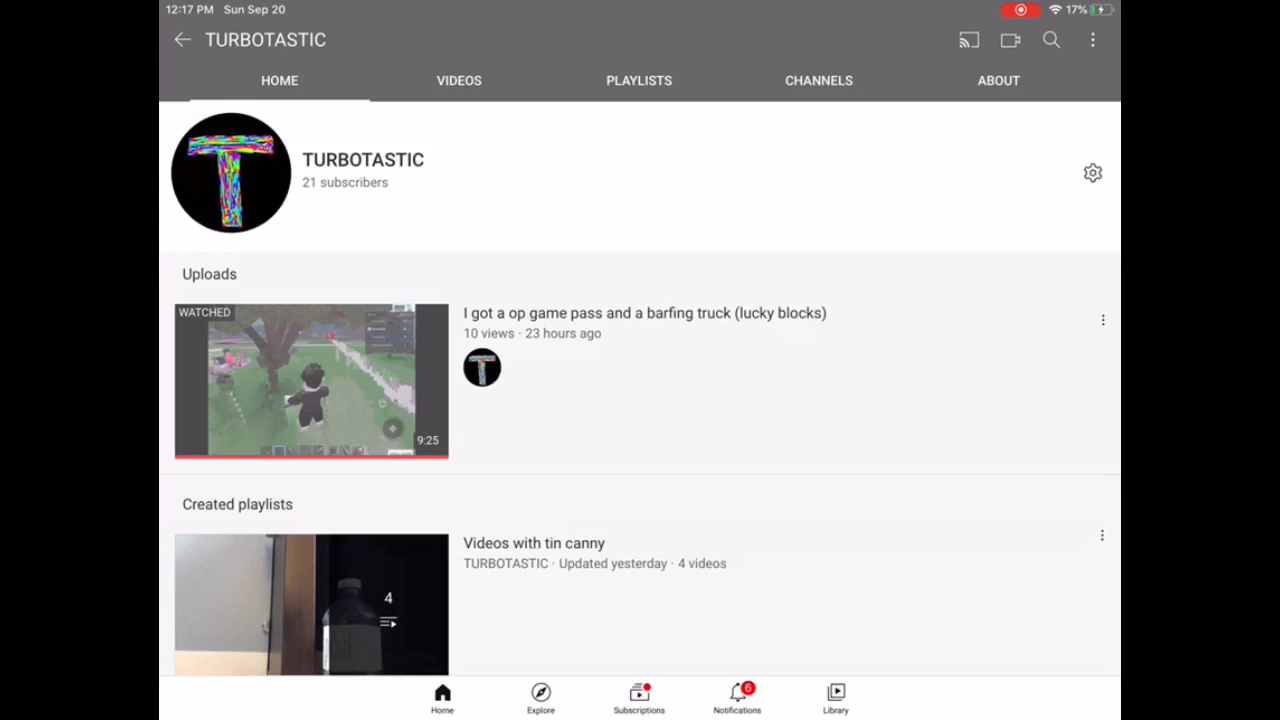 12:17 PM Sun Sep 20
17%
TURBOTASTIC
HOME VIDEOS PLAYLISTS CHANNELS ABOUT
T
TURBOTASTIC
21 subscribers
Uploads
WATCHED
9:25
I got a op game pass and a barfing truck (lucky blocks)
10 views · 23 hours ago
T
Created playlists
4
Videos with tin canny
TURBOTASTIC · Updated yesterday · 4 videos
6
Home Explore Subscriptions Notifications Library